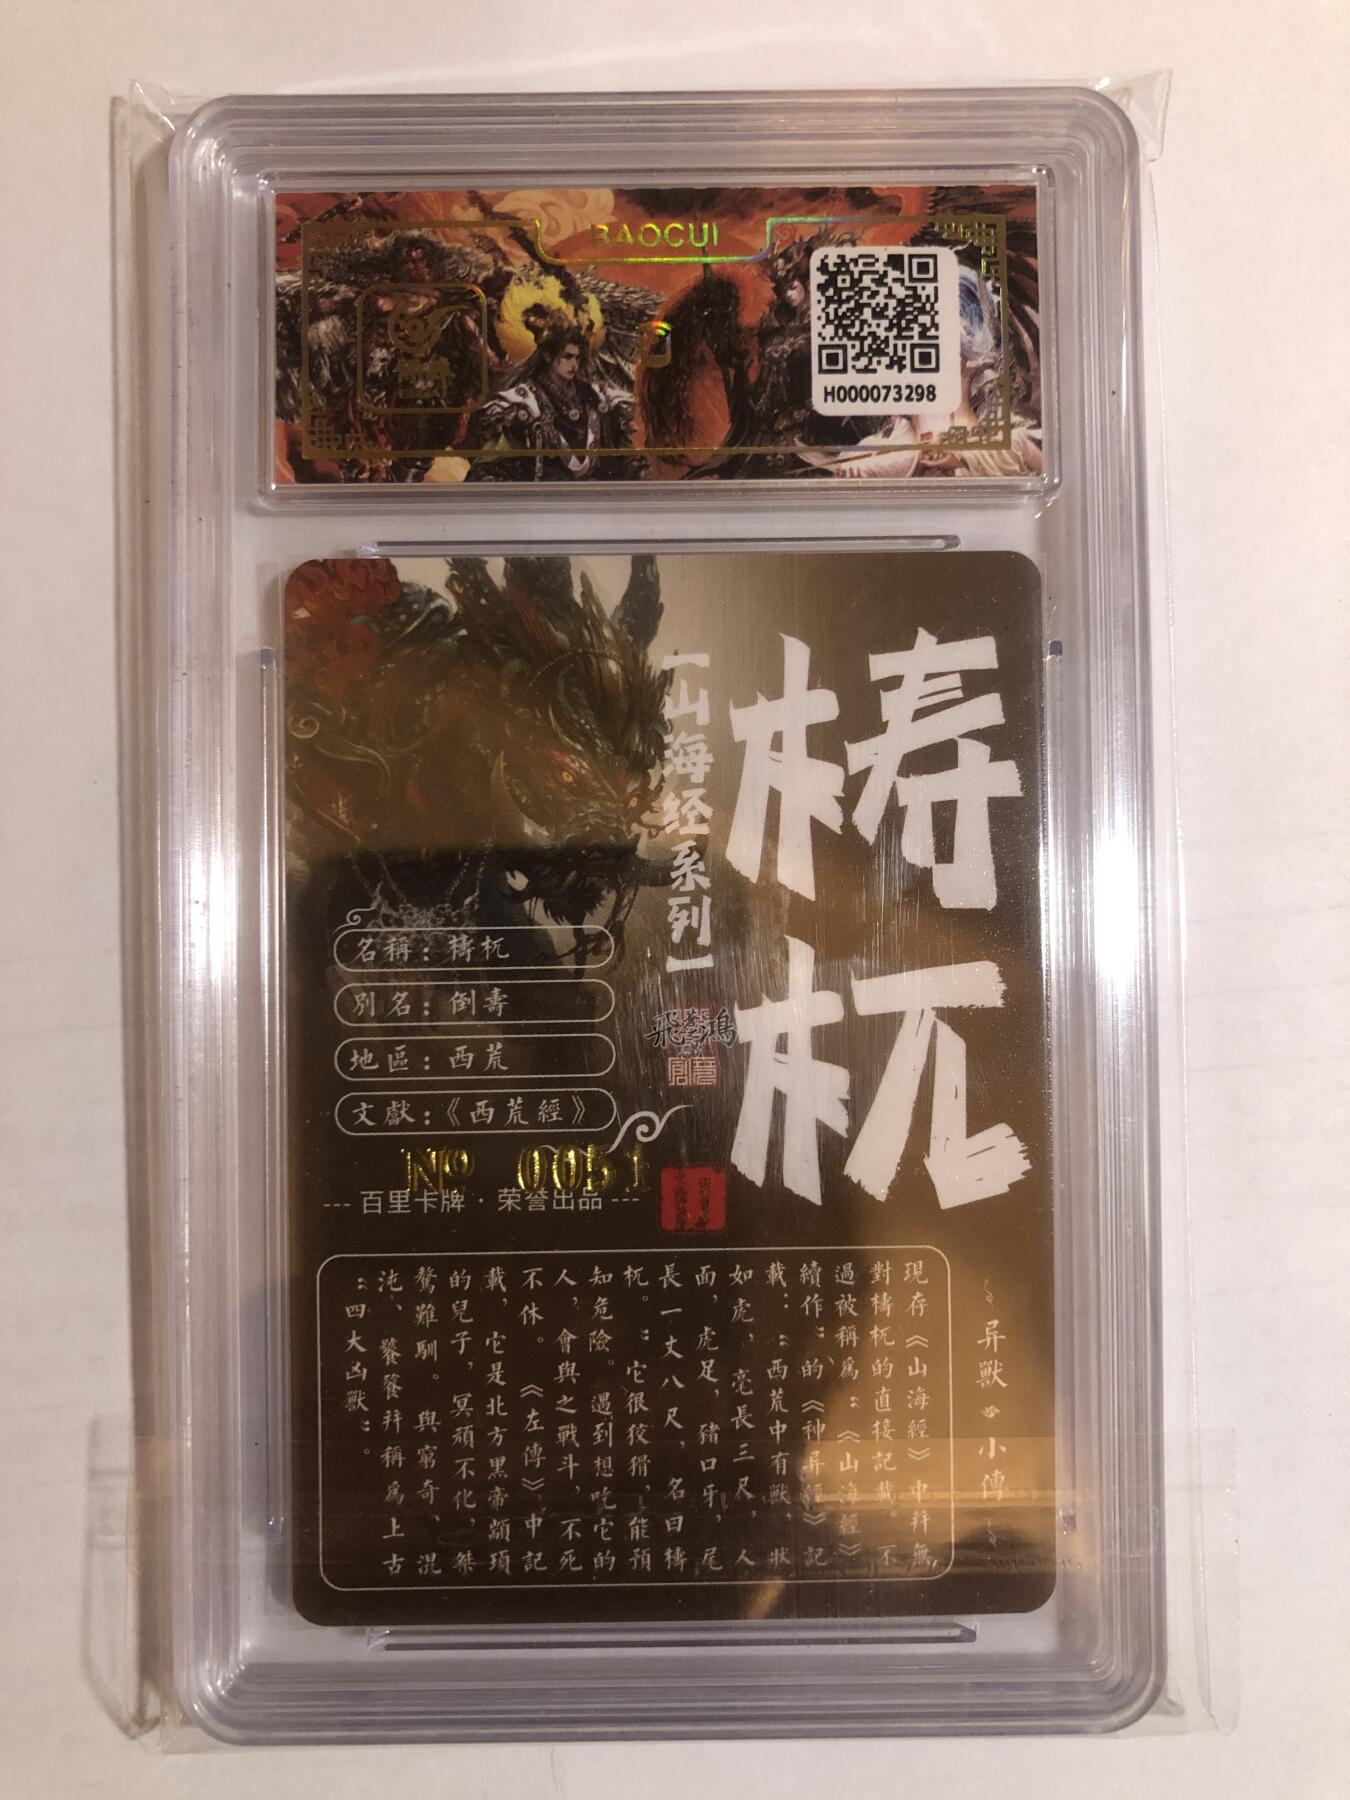 BAOCUI
H000073298
梼杌
【山海经系列】
名稱：檮杌
別名：倒壽
地區：西荒
文獻：《西荒經》
№ 0051
--- 百里卡牌 · 荣誉出品 ---
飛鴻
异獸 小傳
現存《山海經》中并無，
對檮杌的直接記載。不
過被稱爲：《山海經》
續作：的《神异經》記
載：：西荒中有獸，狀
如虎，毫長三尺，人
面，虎足，豬口牙，尾
長一丈八尺，名曰檮
杌。：它很狡猾，能預
知危險。遇到想吃它的
人，會與之戰斗，不死
不休。《左傳》中記
載，它是北方黑帝顓頊
的兒子，冥頑不化，桀
驁難馴。與窮奇、混
沌、饕餮并稱爲上古
：四大凶獸：。